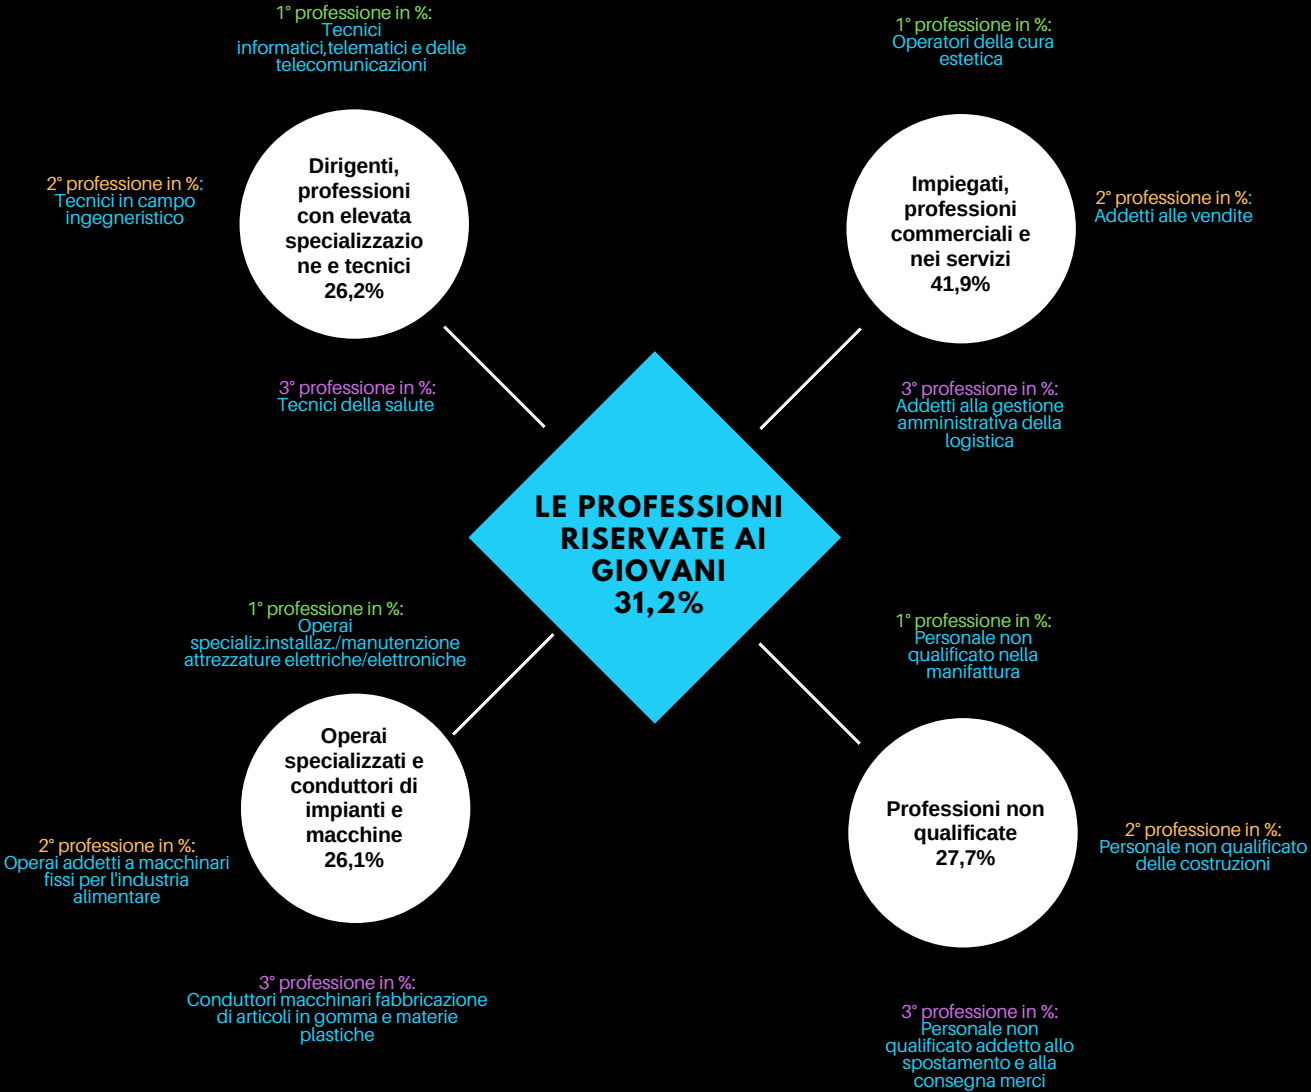 1° professione in %:
Tecnici
informatici,telematici e delle
telecomunicazioni
2° professione in %:
Tecnici in campo
ingegneristico
Dirigenti,
professioni
con elevata
specializzazio
ne e tecnici
26,2%
3° professione in %:
Tecnici della salute
1° professione in %:
Operatori della cura
estetica
Impiegati,
professioni
commerciali e
nei servizi
41,9%
2° professione in %:
Addetti alle vendite
3° professione in %:
Addetti alla gestione
amministrativa della
logistica
LE PROFESSIONI
RISERVATE AI
GIOVANI
31,2%
1° professione in %:
Operai
specializ.installaz./manutenzione
attrezzature elettriche/elettroniche
Operai
specializzati e
conduttori di
impianti e
macchine
26,1%
2° professione in %:
Operai addetti a macchinari
fissi per l'industria
alimentare
3° professione in %:
Conduttori macchinari fabbricazione
di articoli in gomma e materie
plastiche
1° professione in %:
Personale non
qualificato nella
manifattura
Professioni non
qualificate
27,7%
2° professione in %:
Personale non qualificato
delle costruzioni
3° professione in %:
Personale non
qualificato addetto allo
spostamento e alla
consegna merci